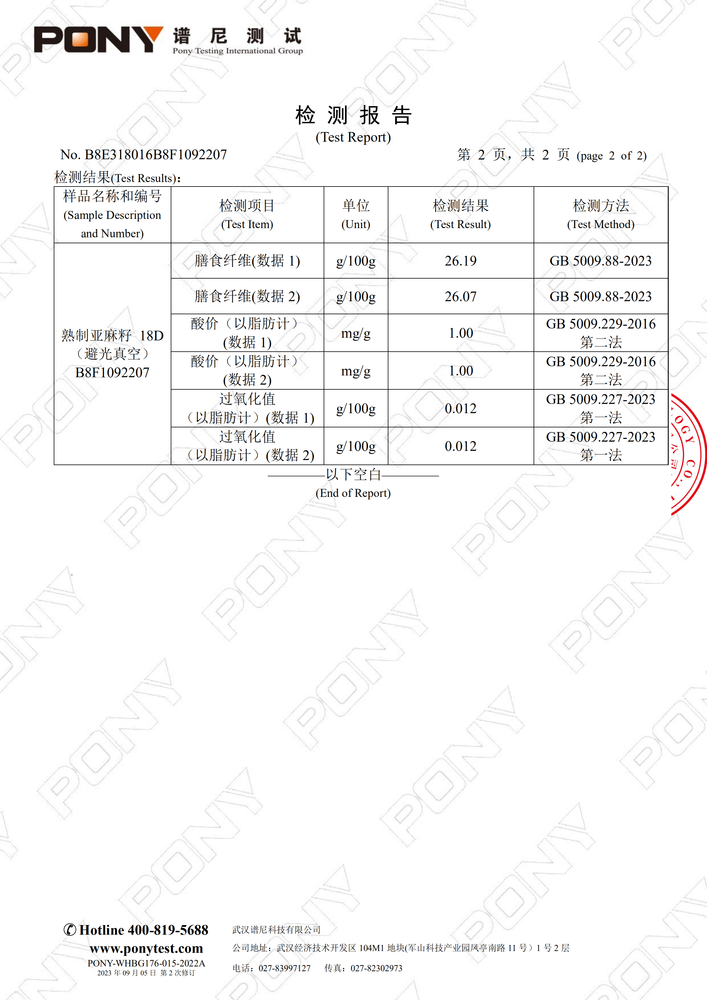 PONY 谱尼测试
Pony Testing International Group
检测报告
(Test Report)
No. B8E318016B8F1092207 第 2 页，共 2 页 (page 2 of 2)
检测结果(Test Results)：
样品名称和编号
(Sample Description
and Number)
检测项目
(Test Item)
单位
(Unit)
检测结果
(Test Result)
检测方法
(Test Method)
熟制亚麻籽 18D
（避光真空）
B8F1092207
膳食纤维(数据 1) g/100g 26.19 GB 5009.88-2023
膳食纤维(数据 2) g/100g 26.07 GB 5009.88-2023
酸价（以脂肪计）
(数据 1)
mg/g
1.00
GB 5009.229-2016
第二法
酸价（以脂肪计）
(数据 2)
mg/g
1.00
GB 5009.229-2016
第二法
过氧化值
（以脂肪计）(数据 1)
g/100g
0.012
GB 5009.227-2023
第一法
过氧化值
（以脂肪计）(数据 2)
g/100g
0.012
GB 5009.227-2023
第一法
————以下空白————
(End of Report)
OGY CO.,
公司
Hotline 400-819-5688
www.ponytest.com
PONY-WHBG176-015-2022A
2023 年 09 月 05 日 第 2 次修订
武汉谱尼科技有限公司
公司地址：武汉经济技术开发区 104M1 地块(军山科技产业园凤亭南路 11 号）1 号 2 层
电话：027-83997127 传真：027-82302973